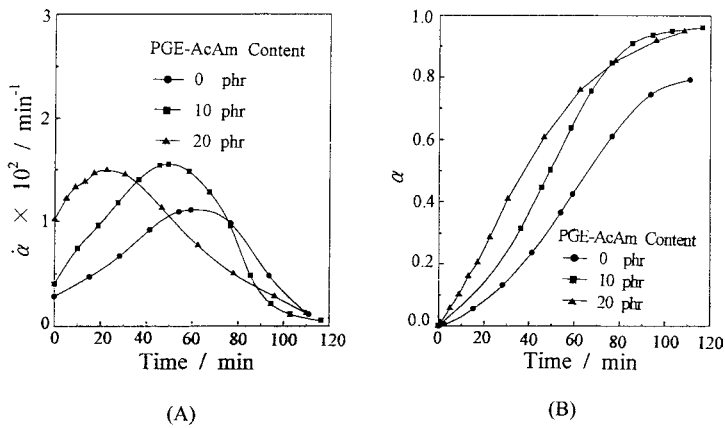 (A)
3
2
1
0
α̇ × 10² / min⁻¹
PGE-AcAm Content
0 phr
10 phr
20 phr
0 20 40 60 80 100 120
Time / min
(A)
(B)
1.0
0.8
0.6
0.4
0.2
0.0
α
PGE-AcAm Content
0 phr
10 phr
20 phr
0 20 40 60 80 100 120
Time / min
(B)